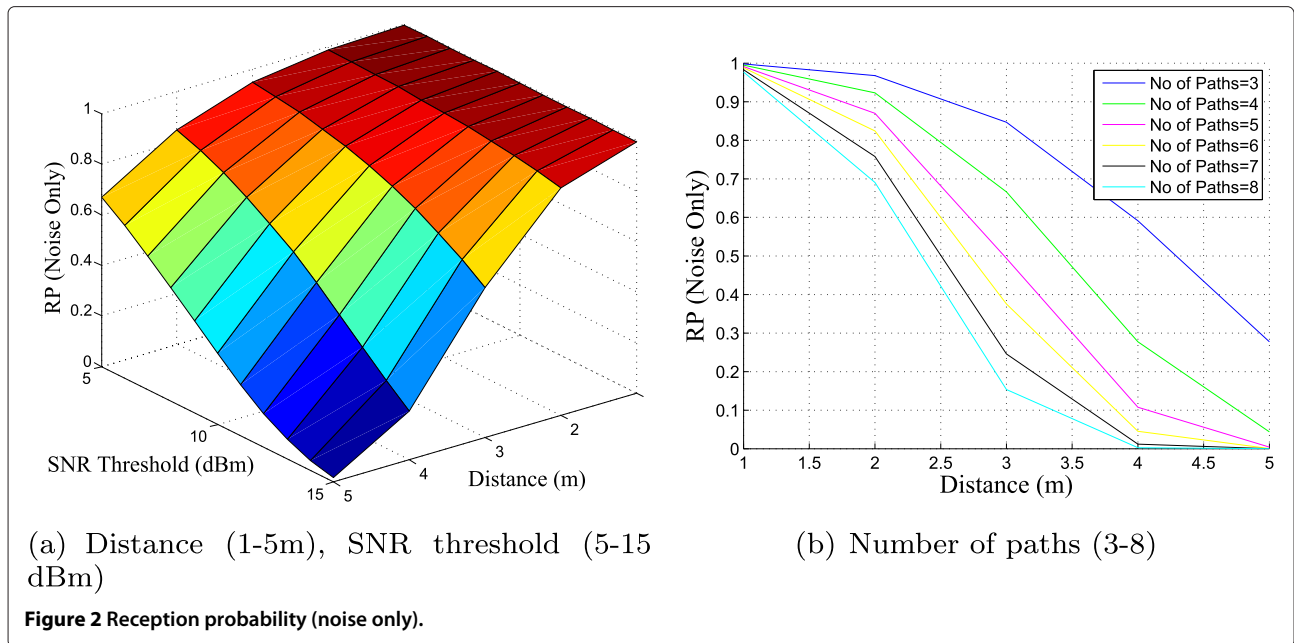 1
0.8
0.6
0.4
0.2
0
RP (Noise Only)
5
10
15
SNR Threshold (dBm)
5
4
3
2
Distance (m)
(a) Distance (1-5m), SNR threshold (5-15
dBm)
1
0.9
0.8
0.7
0.6
0.5
0.4
0.3
0.2
0.1
0
RP (Noise Only)
No of Paths=3
No of Paths=4
No of Paths=5
No of Paths=6
No of Paths=7
No of Paths=8
1 1.5 2 2.5 3 3.5 4 4.5 5
Distance (m)
(b) Number of paths (3-8)
Figure 2 Reception probability (noise only).